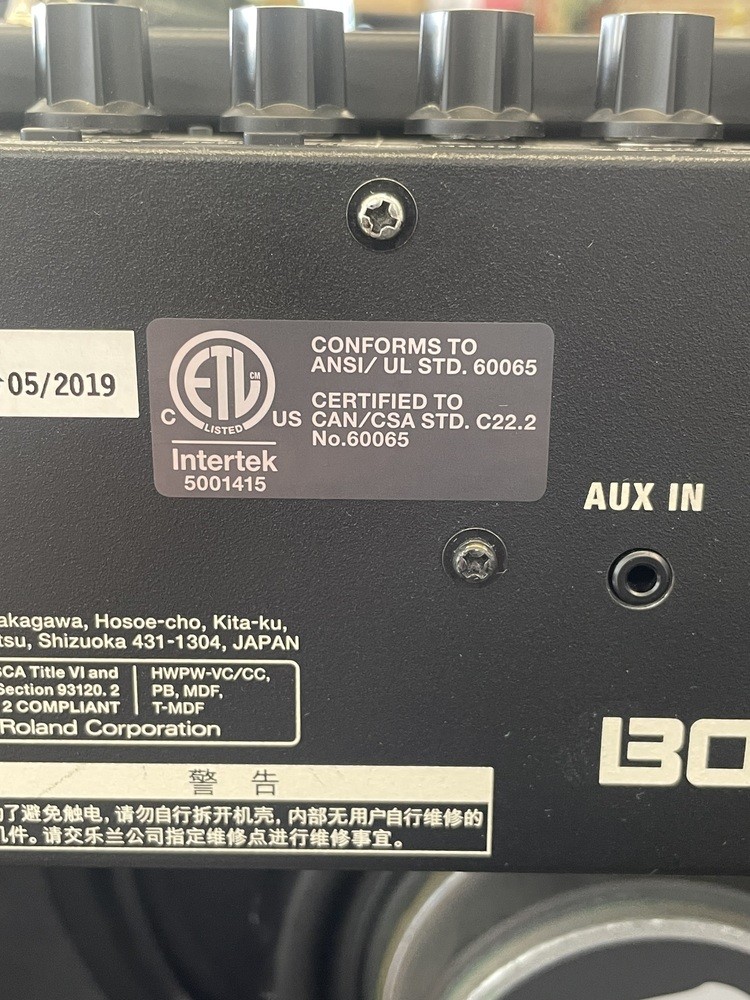 05/2019
ETL CM
C LISTED US
Intertek
5001415
CONFORMS TO
ANSI/ UL STD. 60065
CERTIFIED TO
CAN/CSA STD. C22.2
No.60065
AUX IN
akagawa, Hosoe-cho, Kita-ku,
tsu, Shizuoka 431-1304, JAPAN
SCA Title VI and
Section 93120. 2
2 COMPLIANT
HWPW-VC/CC,
PB, MDF,
T-MDF
Roland Corporation
BO
警 告
了避免触电, 请勿自行拆开机壳, 内部无用户自行维修的
件。请交乐兰公司指定维修点进行维修事宜。